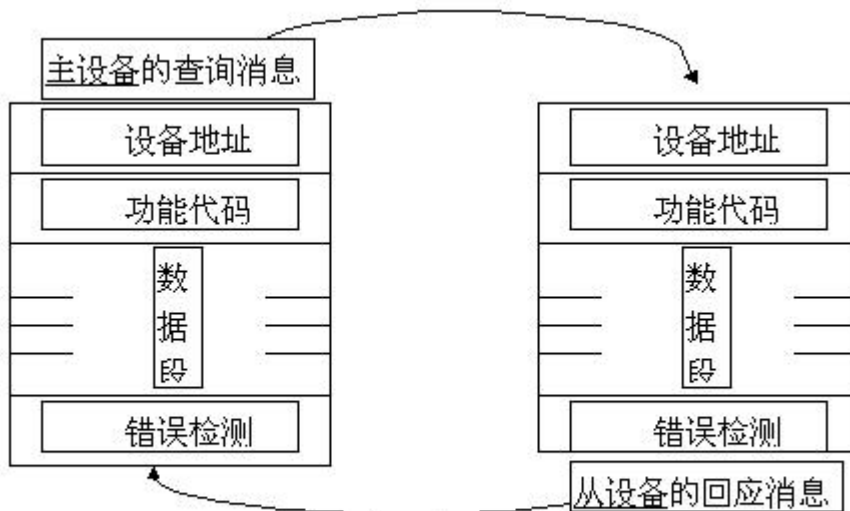 主设备的查询消息
设备地址
功能代码
数
据
段
错误检测
设备地址
功能代码
数
据
段
错误检测
从设备的回应消息